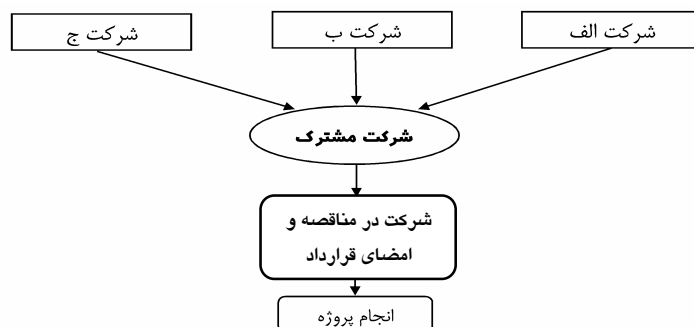 شرکت الف
شرکت ب
شرکت ج
شرکت مشترک
شرکت در مناقصه و
امضای قرارداد
انجام پروژه